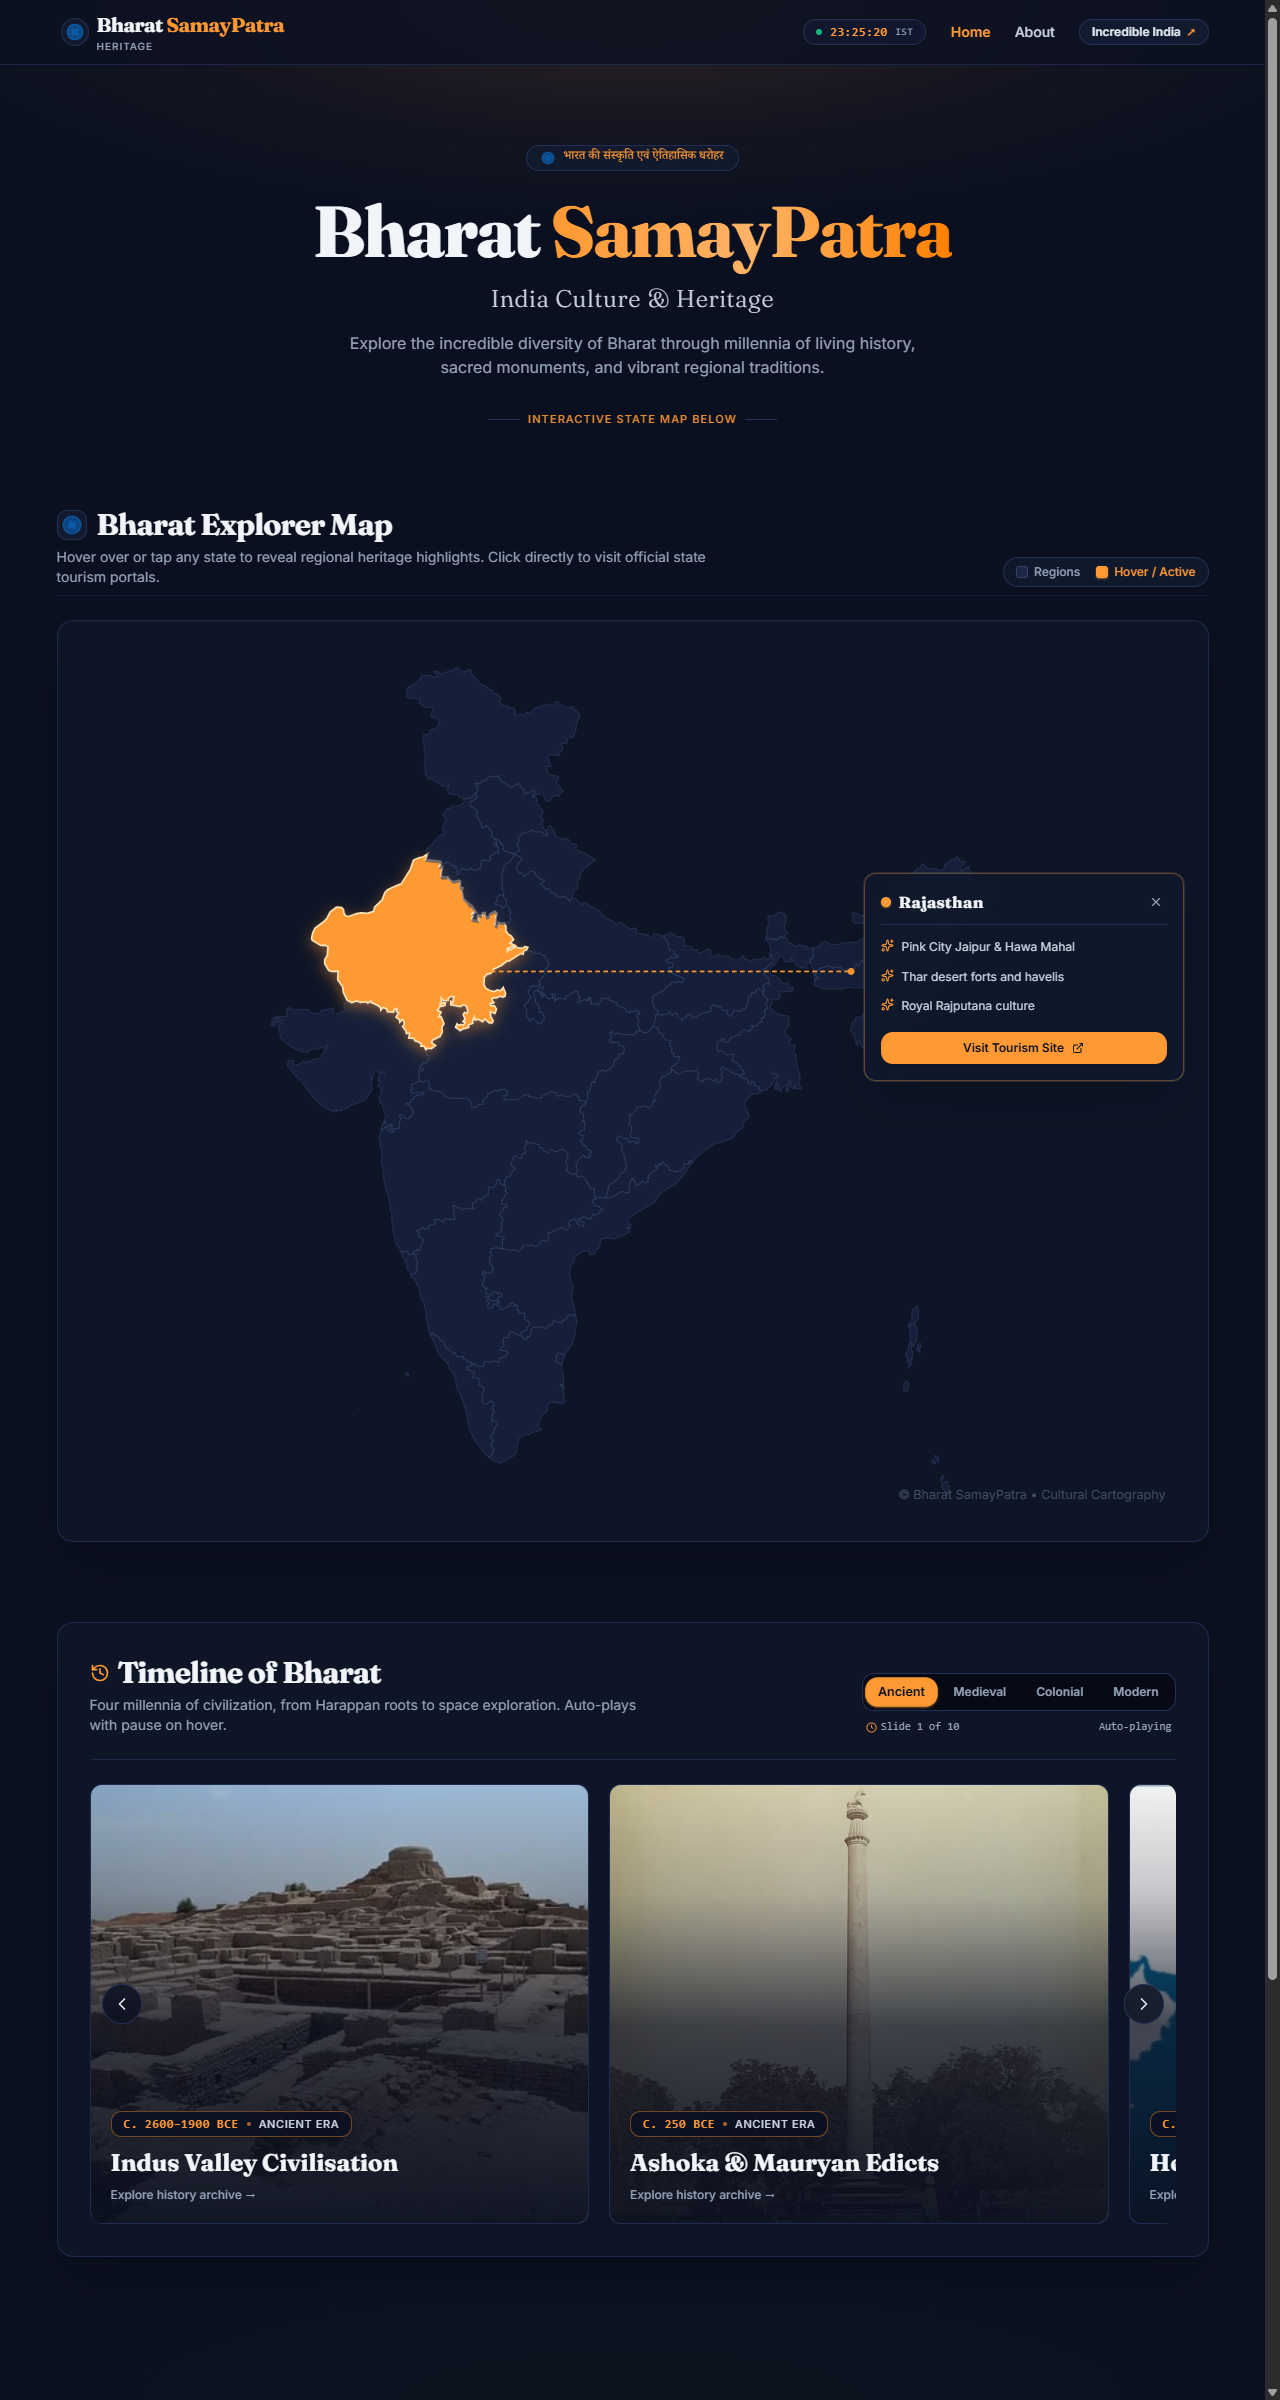 Bharat SamayPatra
HERITAGE
23:25:20 IST
Home
About
Incredible India ↗
भारत की संस्कृति एवं ऐतिहासिक धरोहर
Bharat SamayPatra
India Culture & Heritage
Explore the incredible diversity of Bharat through millennia of living history,
sacred monuments, and vibrant regional traditions.
INTERACTIVE STATE MAP BELOW
Bharat Explorer Map
Hover over or tap any state to reveal regional heritage highlights. Click directly to visit official state
tourism portals.
Regions
Hover / Active
Rajasthan
Pink City Jaipur & Hawa Mahal
Thar desert forts and havelis
Royal Rajputana culture
Visit Tourism Site
© Bharat SamayPatra • Cultural Cartography
Timeline of Bharat
Four millennia of civilization, from Harappan roots to space exploration. Auto-plays
with pause on hover.
Ancient
Medieval
Colonial
Modern
Slide 1 of 10
Auto-playing
C. 2600–1900 BCE • ANCIENT ERA
Indus Valley Civilisation
Explore history archive →
C. 250 BCE • ANCIENT ERA
Ashoka & Mauryan Edicts
Explore history archive →
C.